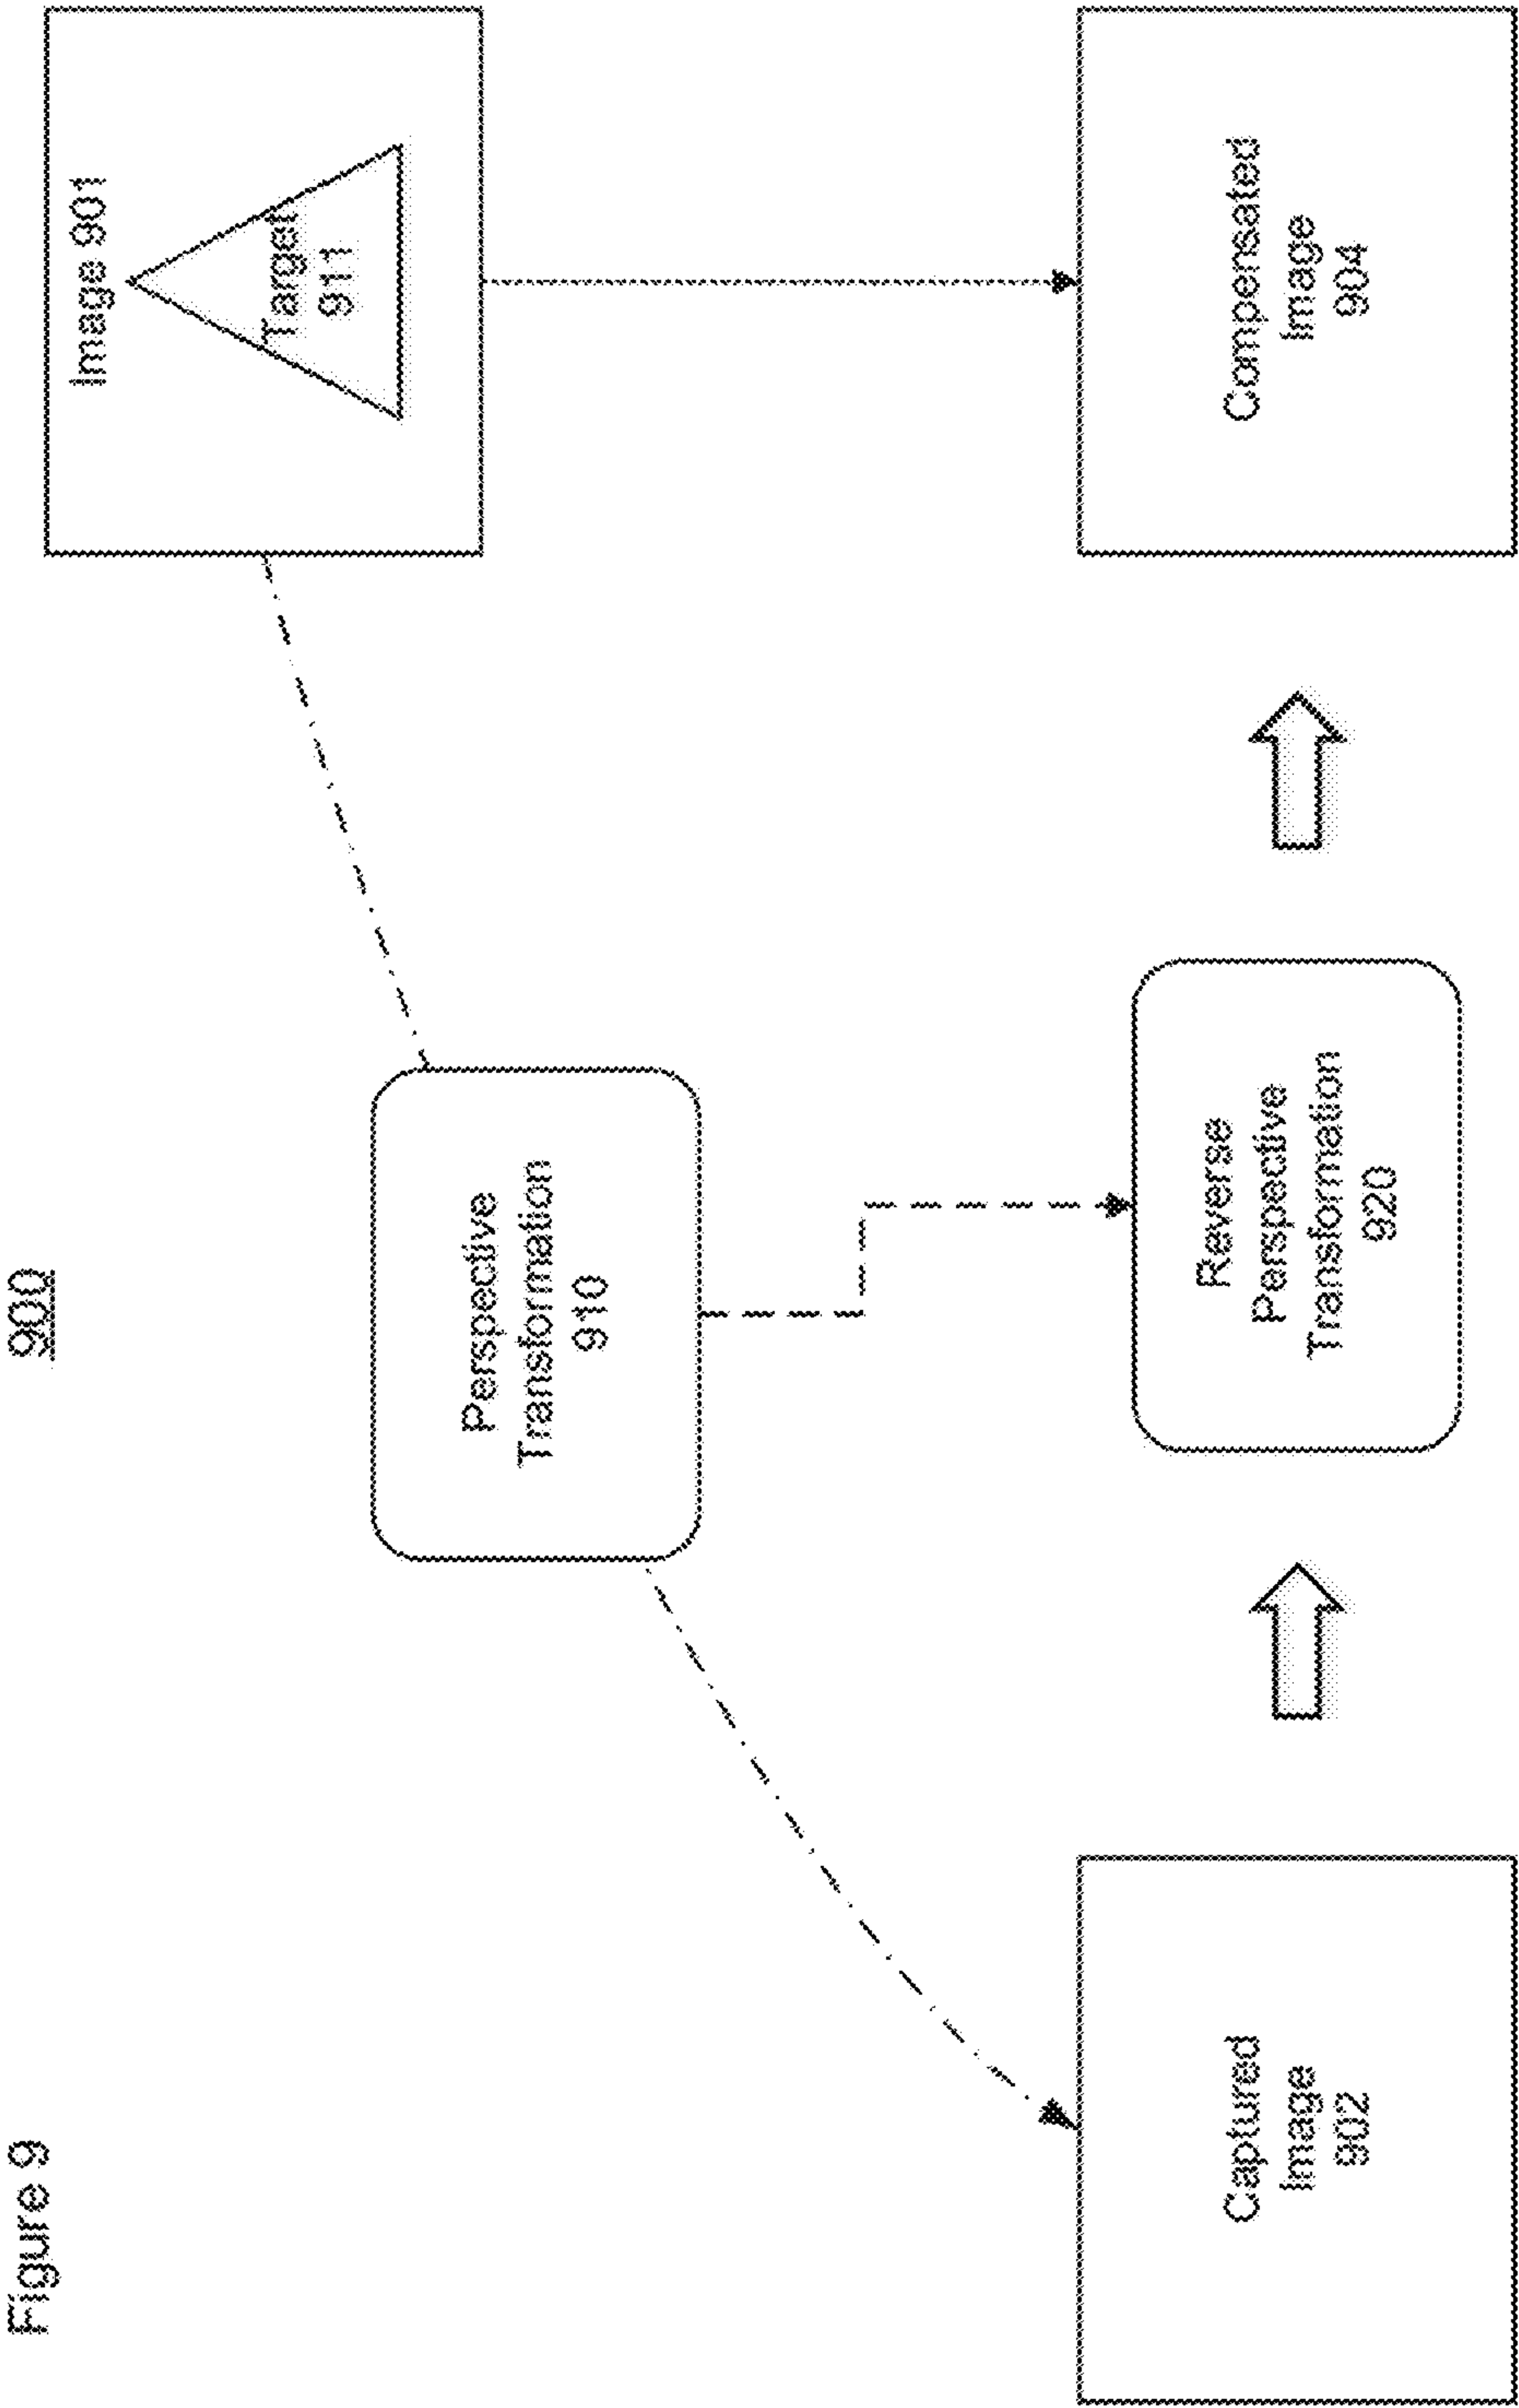 Figure 9
900
Image 901
Target
911
Perspective
Transformation
910
Captured
Image
902
Reverse
Perspective
Transformation
920
Compensated
Image
904